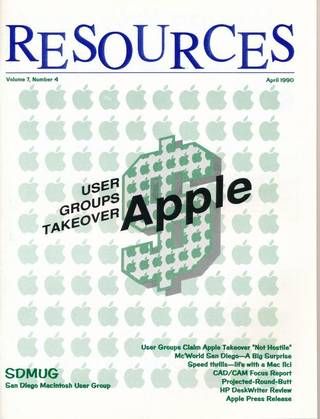 RESOURCES
Volume 7, Number 4
April 1990
USER
GROUPS
TAKEOVER
Apple
User Groups Claim Apple Takeover "Not Hostile"
Mc'World San Diego—A Big Surprise
Speed thrills—life's with a Mac IIci
CAD/CAM Focus Report
Projected-Round-Butt
HP DeskWriter Review
Apple Press Release
SDMUG
San Diego Macintosh User Group